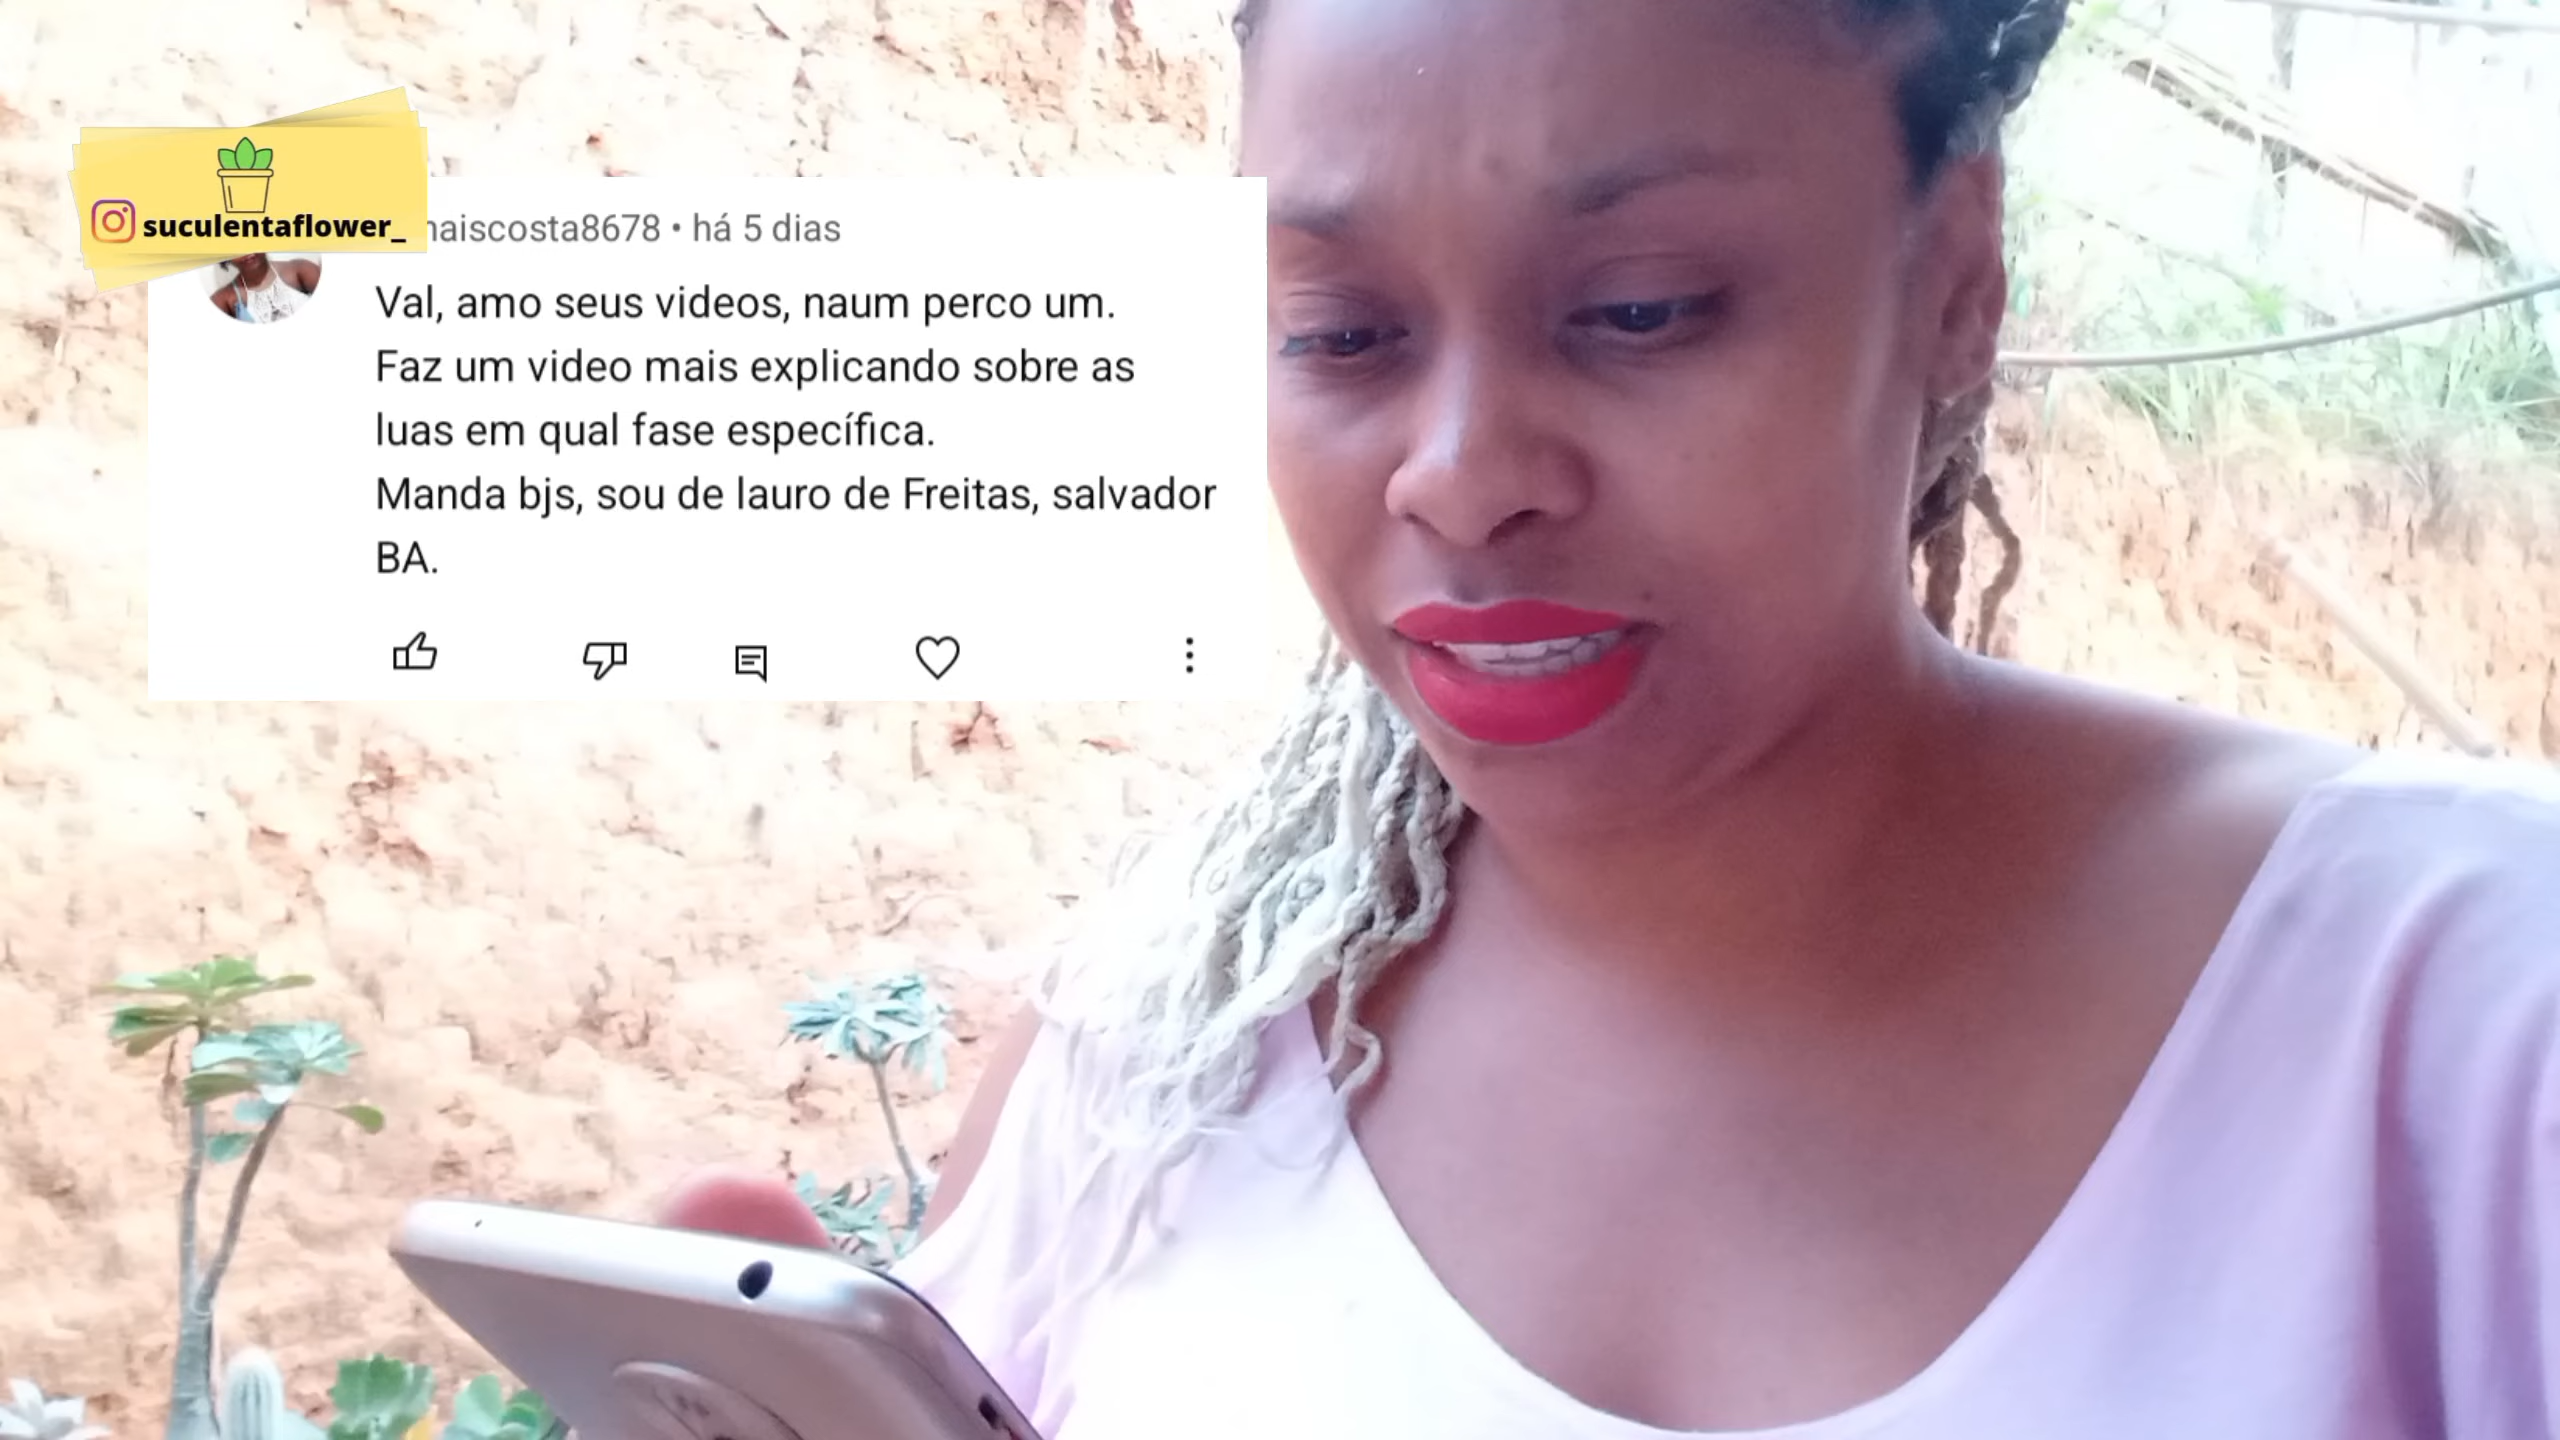 suculentaflower_
naiscosta8678 • há 5 dias
Val, amo seus videos, naum perco um.
Faz um video mais explicando sobre as
luas em qual fase específica.
Manda bjs, sou de lauro de Freitas, salvador
BA.